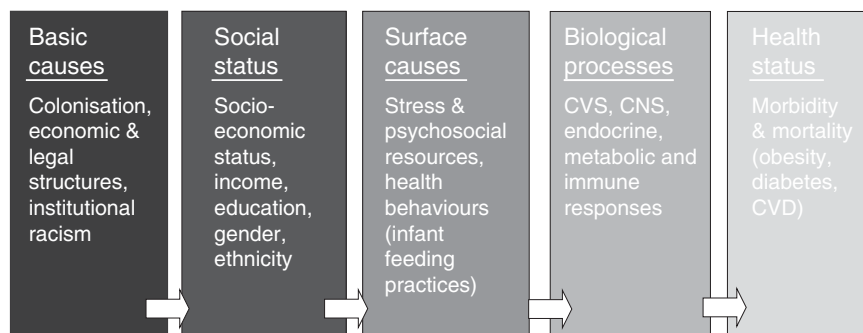 Basic
causes
Colonisation,
economic &
legal
structures,
institutional
racism
Social
status
Socio-
economic
status,
income,
education,
gender,
ethnicity
Surface
causes
Stress &
psychosocial
resources,
health
behaviours
(infant
feeding
practices)
Biological
processes
CVS, CNS,
endocrine,
metabolic and
immune
responses
Health
status
Morbidity
& mortality
(obesity,
diabetes,
CVD)